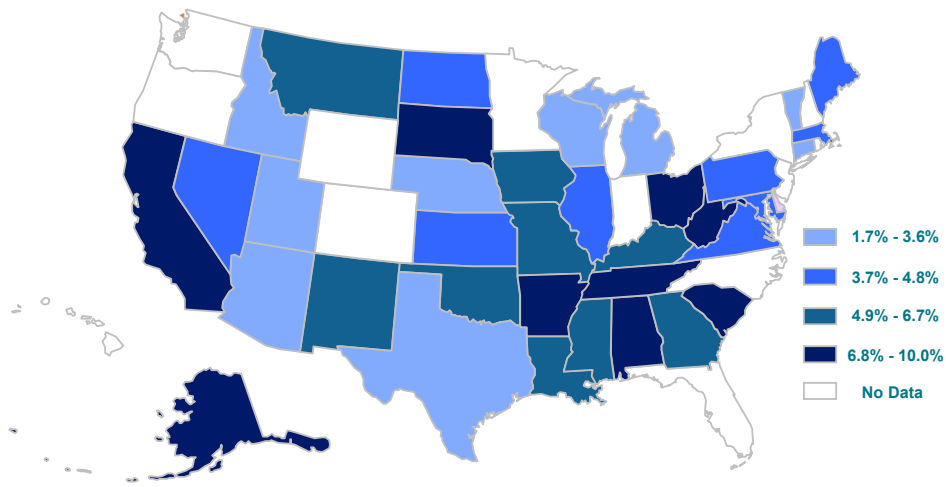 1.7% - 3.6%
3.7% - 4.8%
4.9% - 6.7%
6.8% - 10.0%
No Data